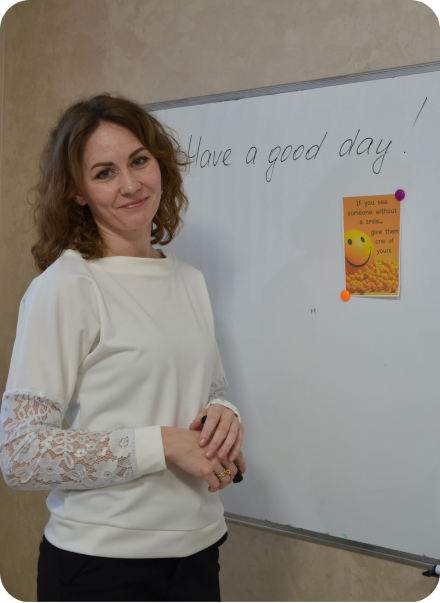 Have a good day!
If you see
someone without
a smile,,,
give them
one of
yours